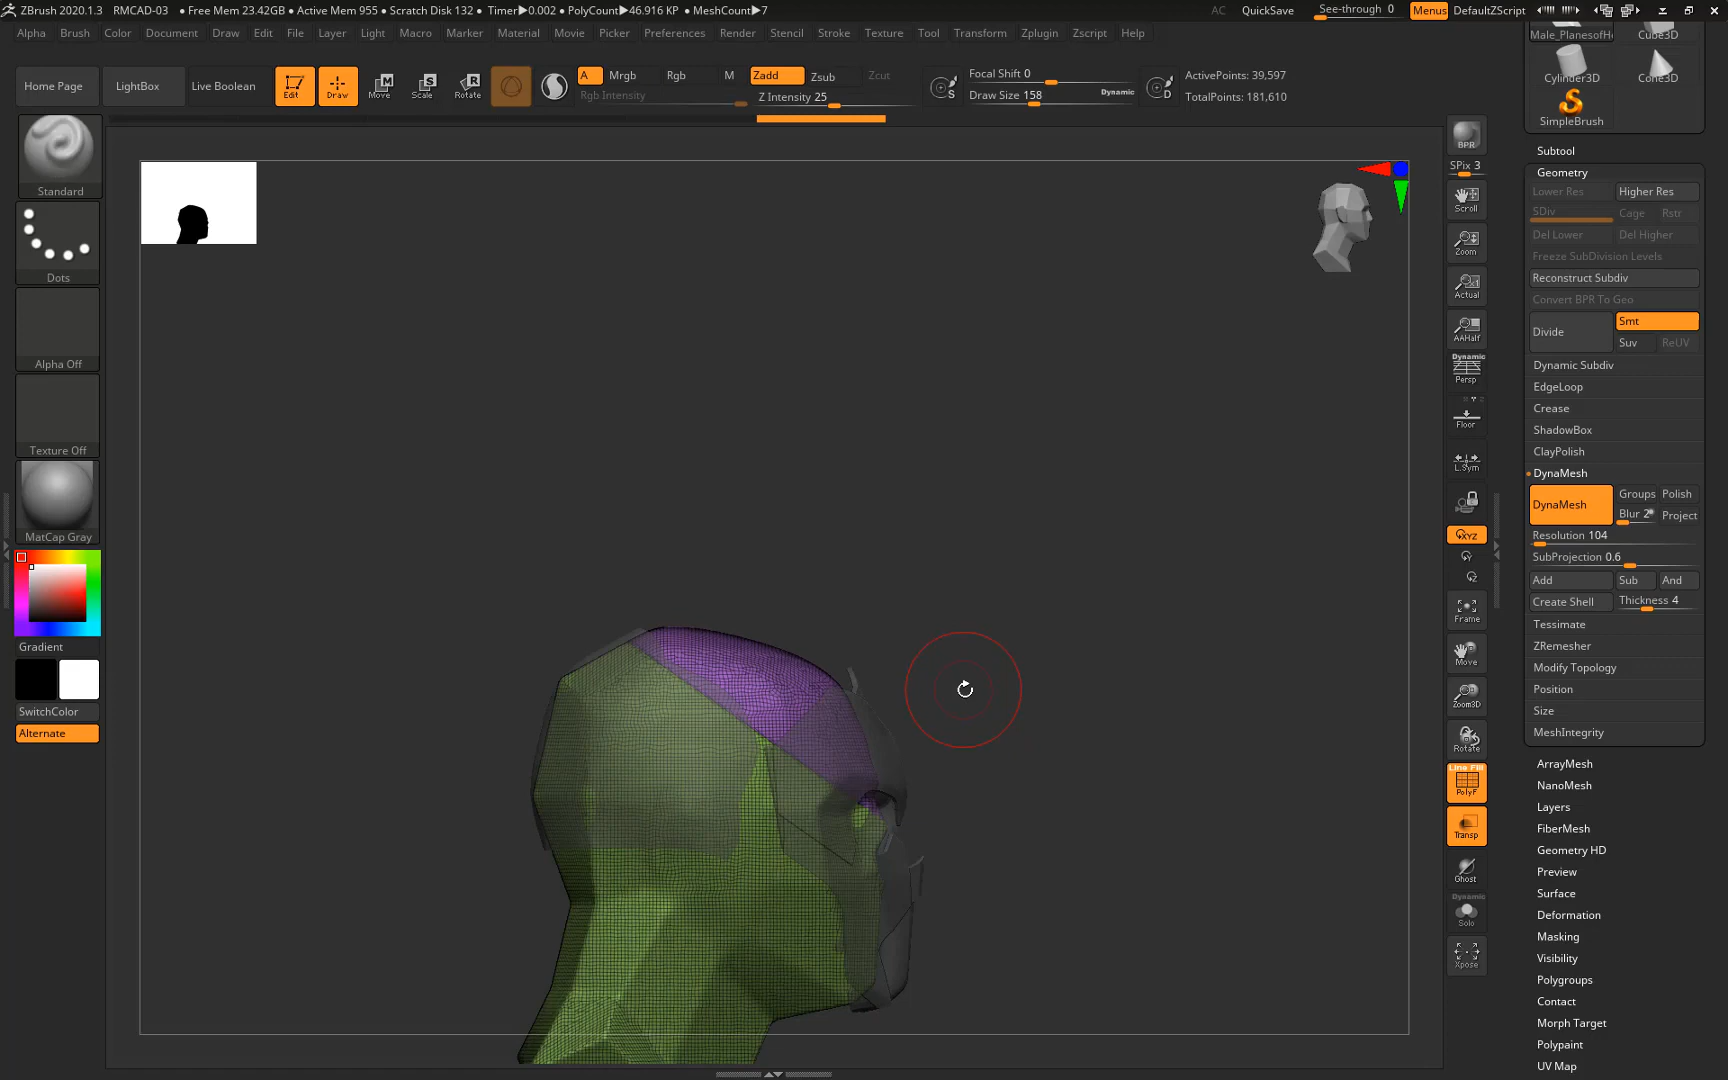 ZBrush 2020.1.3 RMCAD-03 • Free Mem 23.42GB • Active Mem 955 • Scratch Disk 132 • Timer▶0.002 • PolyCount▶46.916 KP • MeshCount▶7 AC QuickSave See-through 0 Menus DefaultZScript
Alpha Brush Color Document Draw Edit File Layer Light Macro Marker Material Movie Picker Preferences Render Stencil Stroke Texture Tool Transform Zplugin Zscript Help
Home Page LightBox Live Boolean Edit Draw Move Scale Rotate
A Mrgb Rgb M Zadd Zsub Zcut
Rgb Intensity Z Intensity 25
S
Focal Shift 0
Draw Size 158 Dynamic
D
ActivePoints: 39,597
TotalPoints: 181,610
Standard
Dots
Alpha Off
Texture Off
MatCap Gray
Gradient
SwitchColor
Alternate
BPR
SPix 3
Scroll
Zoom
Actual
AAHalf
Dynamic
Persp
Floor
L.Sym
XYZ
Y
Z
Frame
Move
Zoom3D
Rotate
Line Fill
PolyF
Transp
Ghost
Dynamic
Solo
Xpose
Cube3D
Cylinder3D Cone3D
SimpleBrush
Subtool
Geometry
Lower Res Higher Res
SDiv Cage Rstr
Del Lower Del Higher
Freeze SubDivision Levels
Reconstruct Subdiv
Convert BPR To Geo
Divide Smt
Suv ReUV
Dynamic Subdiv
EdgeLoop
Crease
ShadowBox
ClayPolish
DynaMesh
DynaMesh Groups Polish
Blur 2 Project
Resolution 104
SubProjection 0.6
Add Sub And
Create Shell Thickness 4
Tessimate
ZRemesher
Modify Topology
Position
Size
MeshIntegrity
ArrayMesh
NanoMesh
Layers
FiberMesh
Geometry HD
Preview
Surface
Deformation
Masking
Visibility
Polygroups
Contact
Morph Target
Polypaint
UV Map